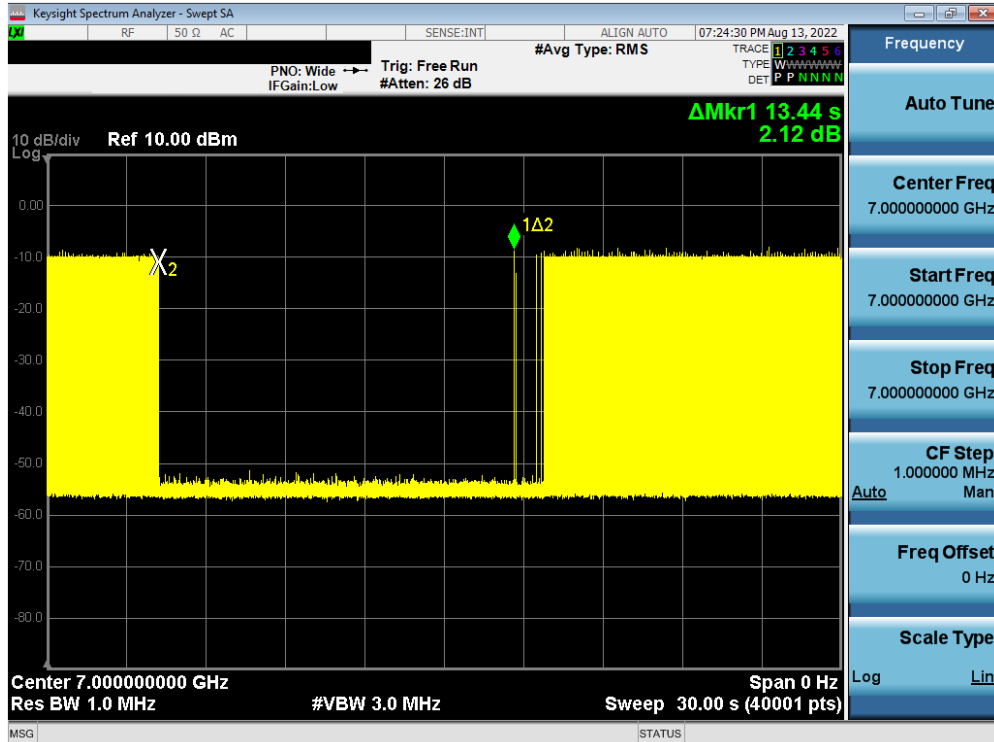 Keysight Spectrum Analyzer - Swept SA
LXI RF 50 Ω AC SENSE:INT ALIGN AUTO 07:24:30 PM Aug 13, 2022
PNO: Wide
IFGain:Low
Trig: Free Run
#Atten: 26 dB
#Avg Type: RMS
TRACE 1 2 3 4 5 6
TYPE WWWWWW
DET P P N N N N
ΔMkr1 13.44 s
2.12 dB
10 dB/div Ref 10.00 dBm
Log
0.00
-10.0
-20.0
-30.0
-40.0
-50.0
-60.0
-70.0
-80.0
1Δ2
X2
Center 7.000000000 GHz Span 0 Hz
Res BW 1.0 MHz #VBW 3.0 MHz Sweep 30.00 s (40001 pts)
MSG STATUS
Frequency
Auto Tune
Center Freq
7.000000000 GHz
Start Freq
7.000000000 GHz
Stop Freq
7.000000000 GHz
CF Step
1.000000 MHz
Auto Man
Freq Offset
0 Hz
Scale Type
Log Lin